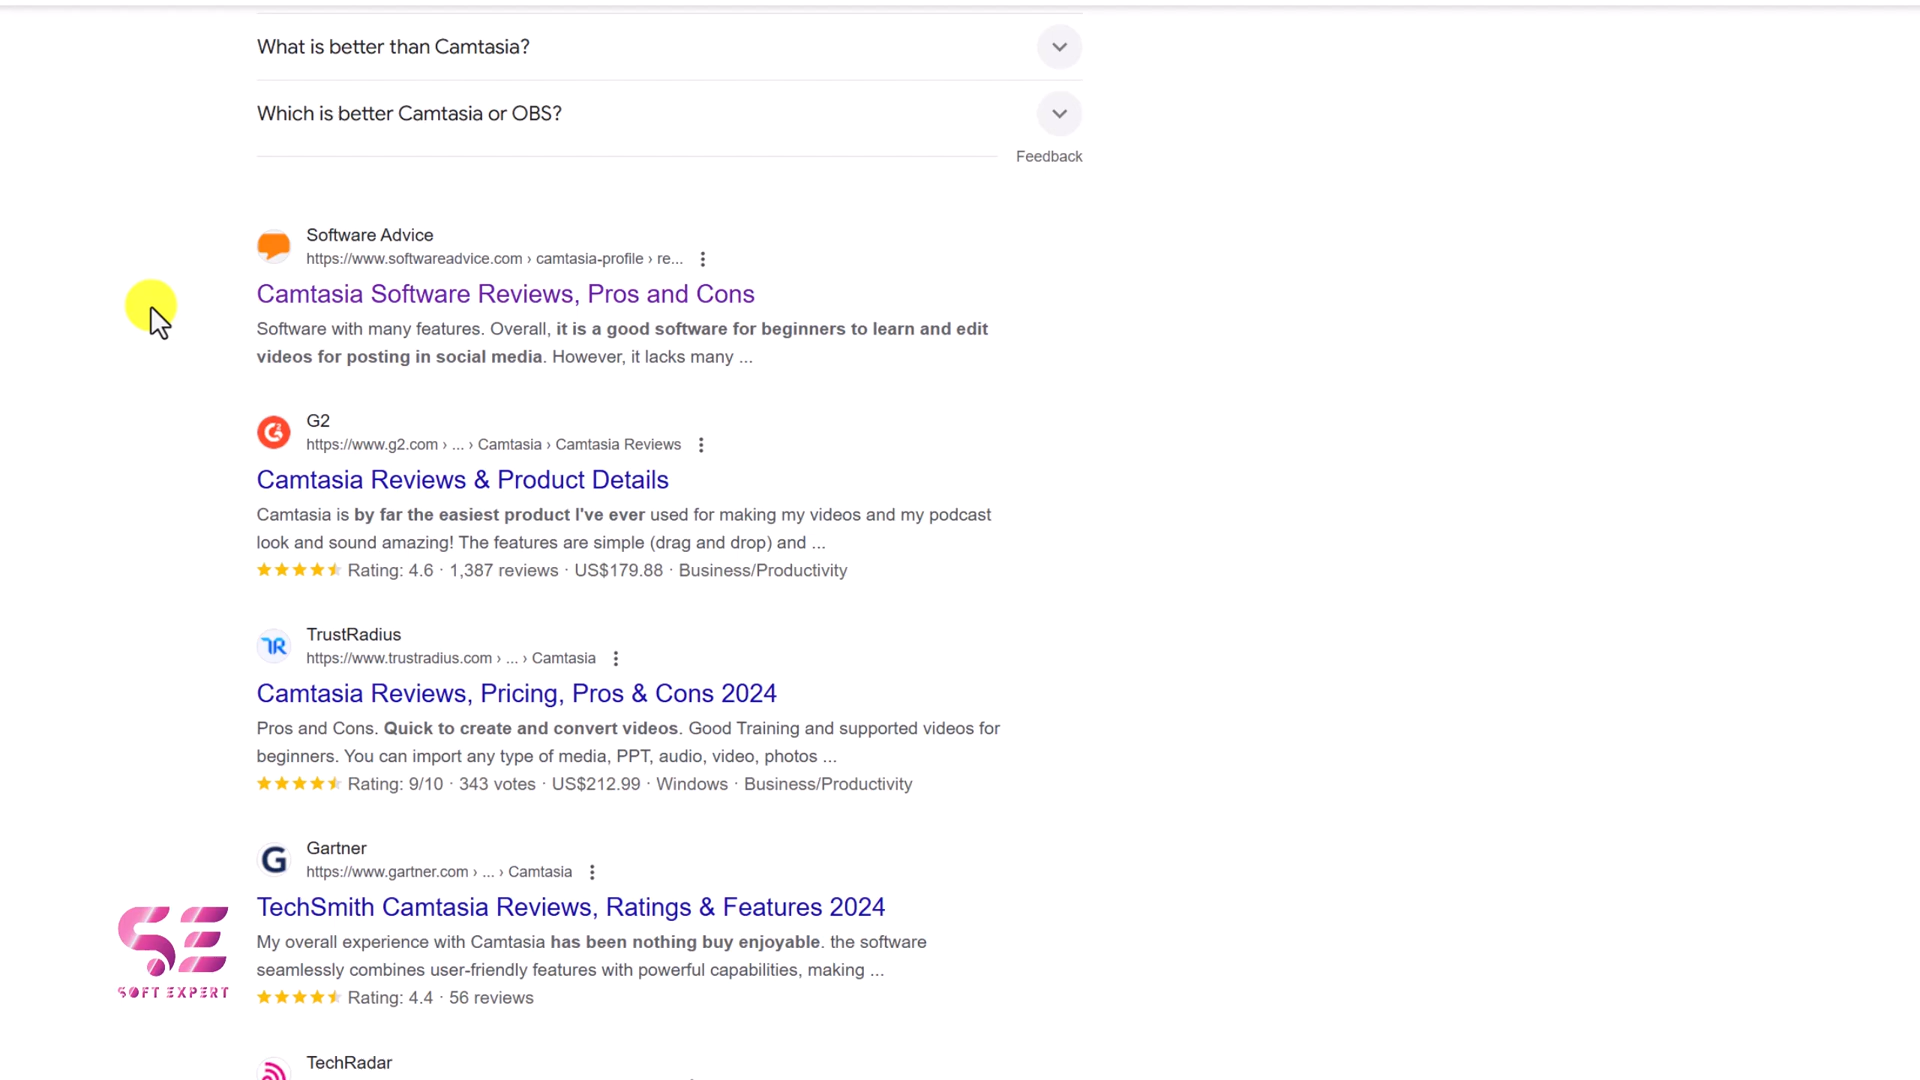 What is better than Camtasia?
Which is better Camtasia or OBS?
Feedback
Software Advice
https://www.softwareadvice.com › camtasia-profile › re...
Camtasia Software Reviews, Pros and Cons
Software with many features. Overall, it is a good software for beginners to learn and edit
videos for posting in social media. However, it lacks many ...
G2
https://www.g2.com › ... › Camtasia › Camtasia Reviews
Camtasia Reviews & Product Details
Camtasia is by far the easiest product I've ever used for making my videos and my podcast
look and sound amazing! The features are simple (drag and drop) and ...
Rating: 4.6 · 1,387 reviews · US$179.88 · Business/Productivity
TR
TrustRadius
https://www.trustradius.com › ... › Camtasia
Camtasia Reviews, Pricing, Pros & Cons 2024
Pros and Cons. Quick to create and convert videos. Good Training and supported videos for
beginners. You can import any type of media, PPT, audio, video, photos ...
Rating: 9/10 · 343 votes · US$212.99 · Windows · Business/Productivity
G
Gartner
https://www.gartner.com › ... › Camtasia
TechSmith Camtasia Reviews, Ratings & Features 2024
My overall experience with Camtasia has been nothing buy enjoyable. the software
seamlessly combines user-friendly features with powerful capabilities, making ...
Rating: 4.4 · 56 reviews
SE
SOFT EXPERT
TechRadar